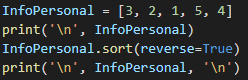 InfoPersonal = [3, 2, 1, 5, 4]
print('\n', InfoPersonal)
InfoPersonal.sort(reverse=True)
print('\n', InfoPersonal, '\n')